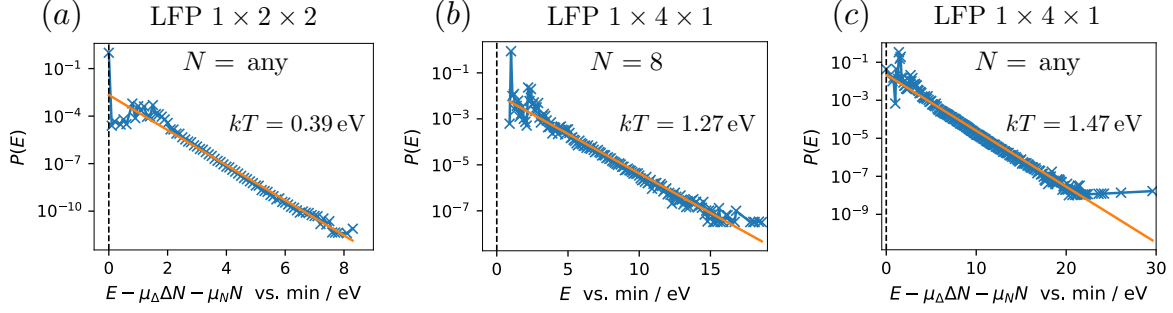 (a) LFP 1 × 2 × 2
P(E)
10⁻¹
10⁻⁴
10⁻⁷
10⁻¹⁰
N = any
kT = 0.39 eV
0 2 4 6 8
E − μ_Δ ΔN − μ_N N vs. min / eV
(b) LFP 1 × 4 × 1
P(E)
10⁻¹
10⁻³
10⁻⁵
10⁻⁷
N = 8
kT = 1.27 eV
0 5 10 15
E vs. min / eV
(c) LFP 1 × 4 × 1
P(E)
10⁻¹
10⁻³
10⁻⁵
10⁻⁷
10⁻⁹
N = any
kT = 1.47 eV
0 10 20 30
E − μ_Δ ΔN − μ_N N vs. min / eV